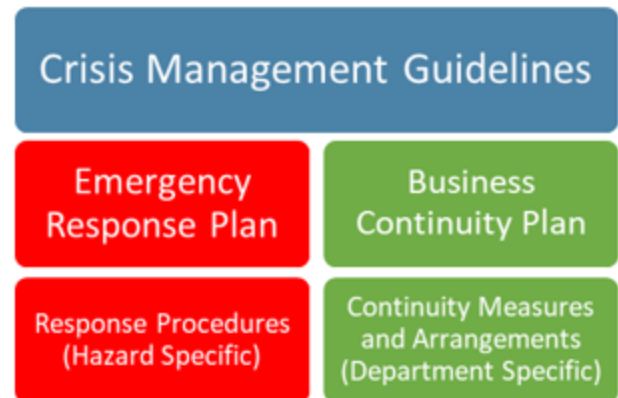 Crisis Management Guidelines
Emergency
Response Plan
Business
Continuity Plan
Response Procedures
(Hazard Specific)
Continuity Measures
and Arrangements
(Department Specific)